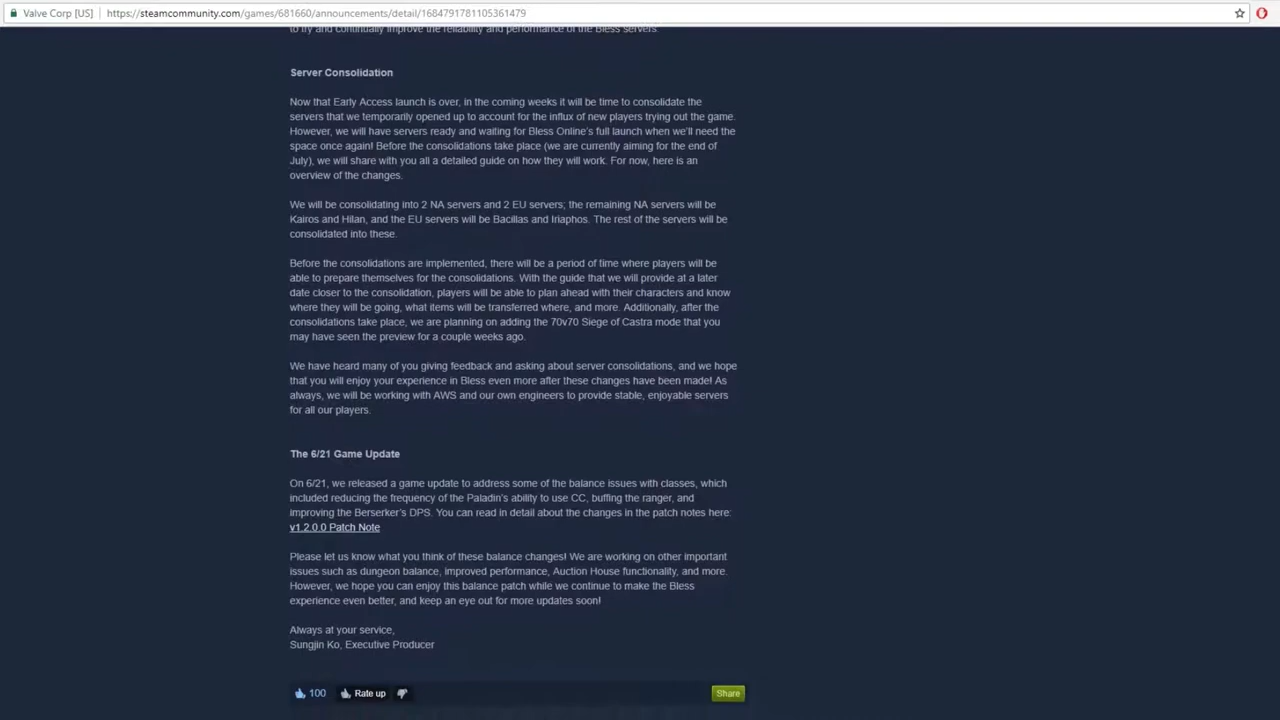 Valve Corp [US] https://steamcommunity.com/games/681660/announcements/detail/1684791781105361479
to try and continually improve the reliability and performance of the Bless servers.
Server Consolidation
Now that Early Access launch is over, in the coming weeks it will be time to consolidate the
servers that we temporarily opened up to account for the influx of new players trying out the game.
However, we will have servers ready and waiting for Bless Online's full launch when we'll need the
space once again! Before the consolidations take place (we are currently aiming for the end of
July), we will share with you all a detailed guide on how they will work. For now, here is an
overview of the changes.
We will be consolidating into 2 NA servers and 2 EU servers; the remaining NA servers will be
Kairos and Hilan, and the EU servers will be Bacillas and Iriaphos. The rest of the servers will be
consolidated into these.
Before the consolidations are implemented, there will be a period of time where players will be
able to prepare themselves for the consolidations. With the guide that we will provide at a later
date closer to the consolidation, players will be able to plan ahead with their characters and know
where they will be going, what items will be transferred where, and more. Additionally, after the
consolidations take place, we are planning on adding the 70v70 Siege of Castra mode that you
may have seen the preview for a couple weeks ago.
We have heard many of you giving feedback and asking about server consolidations, and we hope
that you will enjoy your experience in Bless even more after these changes have been made! As
always, we will be working with AWS and our own engineers to provide stable, enjoyable servers
for all our players.
The 6/21 Game Update
On 6/21, we released a game update to address some of the balance issues with classes, which
included reducing the frequency of the Paladin's ability to use CC, buffing the ranger, and
improving the Berserker's DPS. You can read in detail about the changes in the patch notes here:
v1.2.0.0 Patch Note
Please let us know what you think of these balance changes! We are working on other important
issues such as dungeon balance, improved performance, Auction House functionality, and more.
However, we hope you can enjoy this balance patch while we continue to make the Bless
experience even better, and keep an eye out for more updates soon!
Always at your service,
Sungjin Ko, Executive Producer
100 Rate up Share